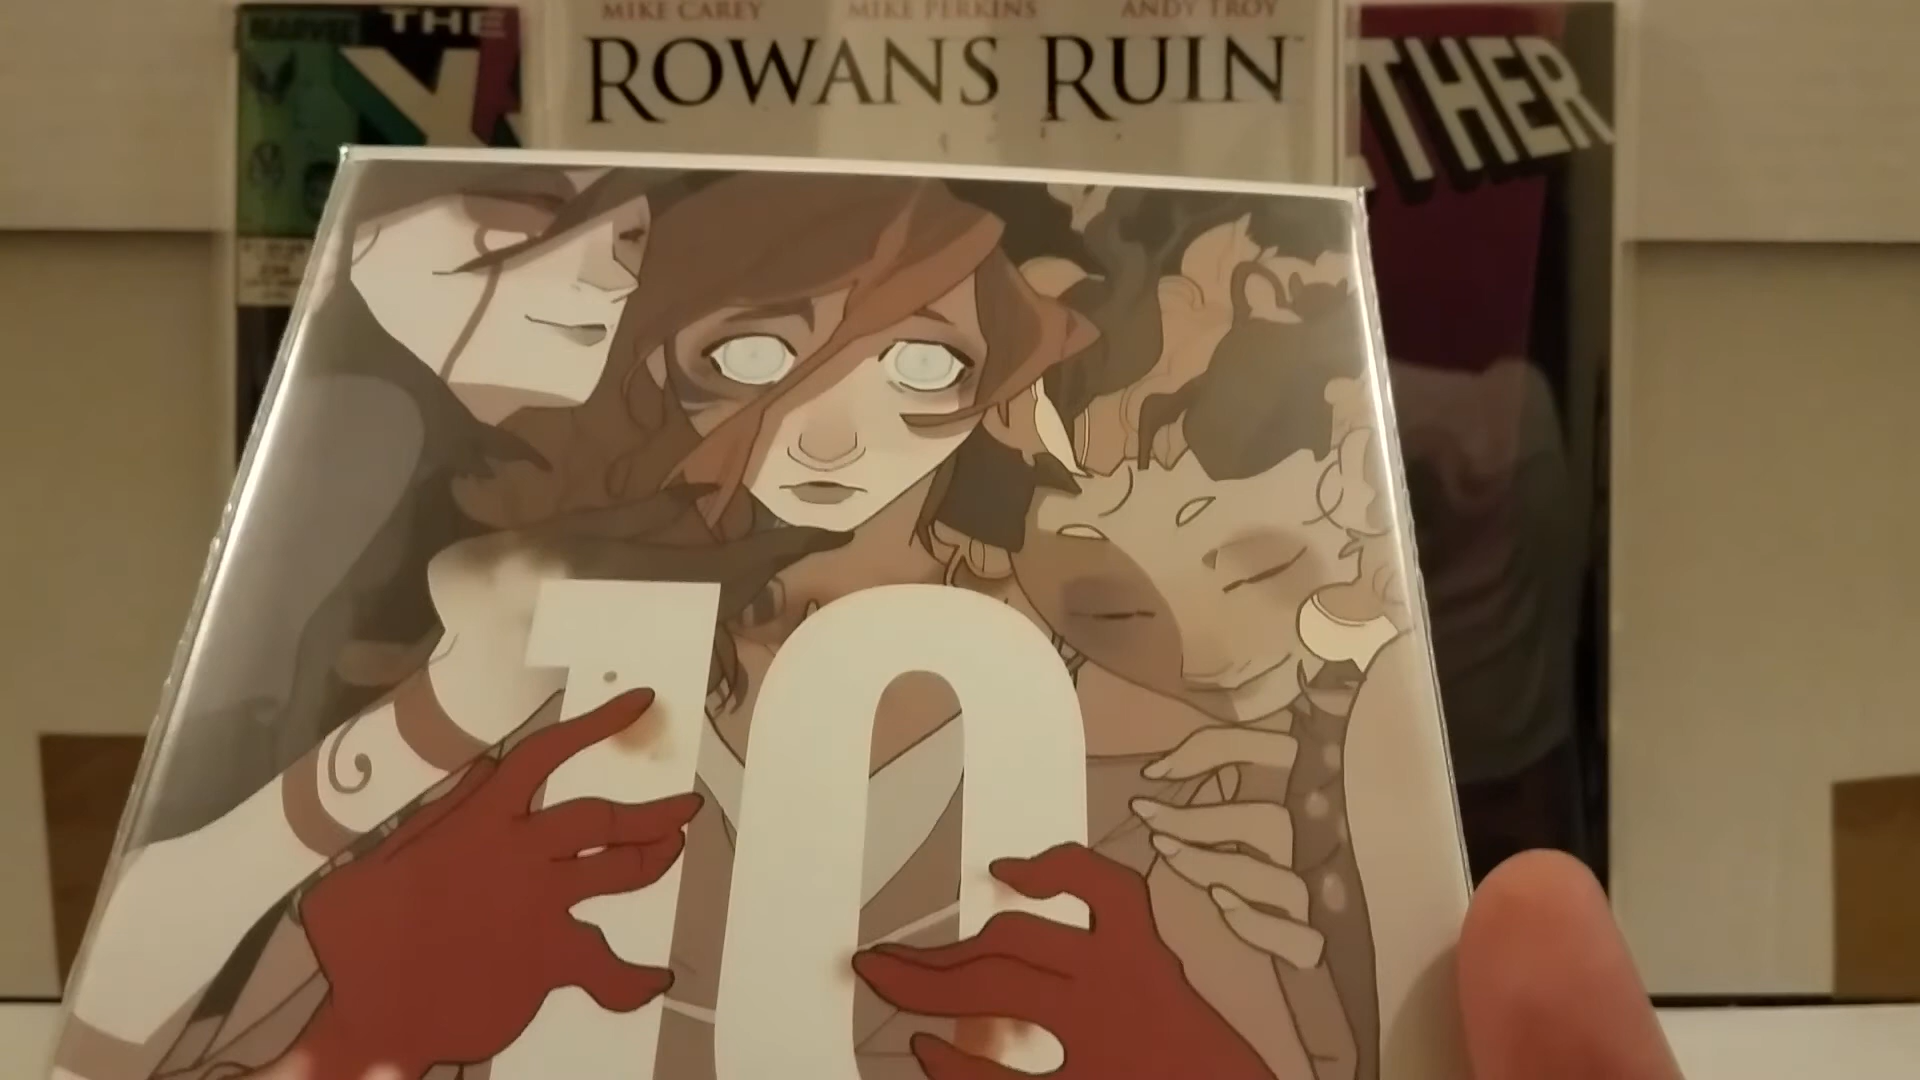 MIKE CAREY MIKE PERKINS ANDY TROY
ROWANS RUIN
MARVEL
THE
X
THER
10